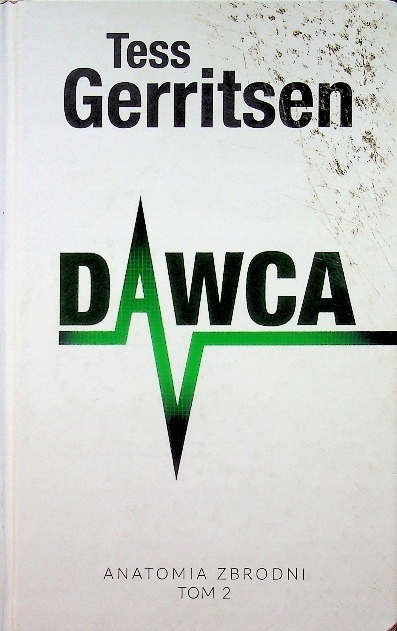 Tess
Gerritsen
DAWCA
ANATOMIA ZBRODNI
TOM 2